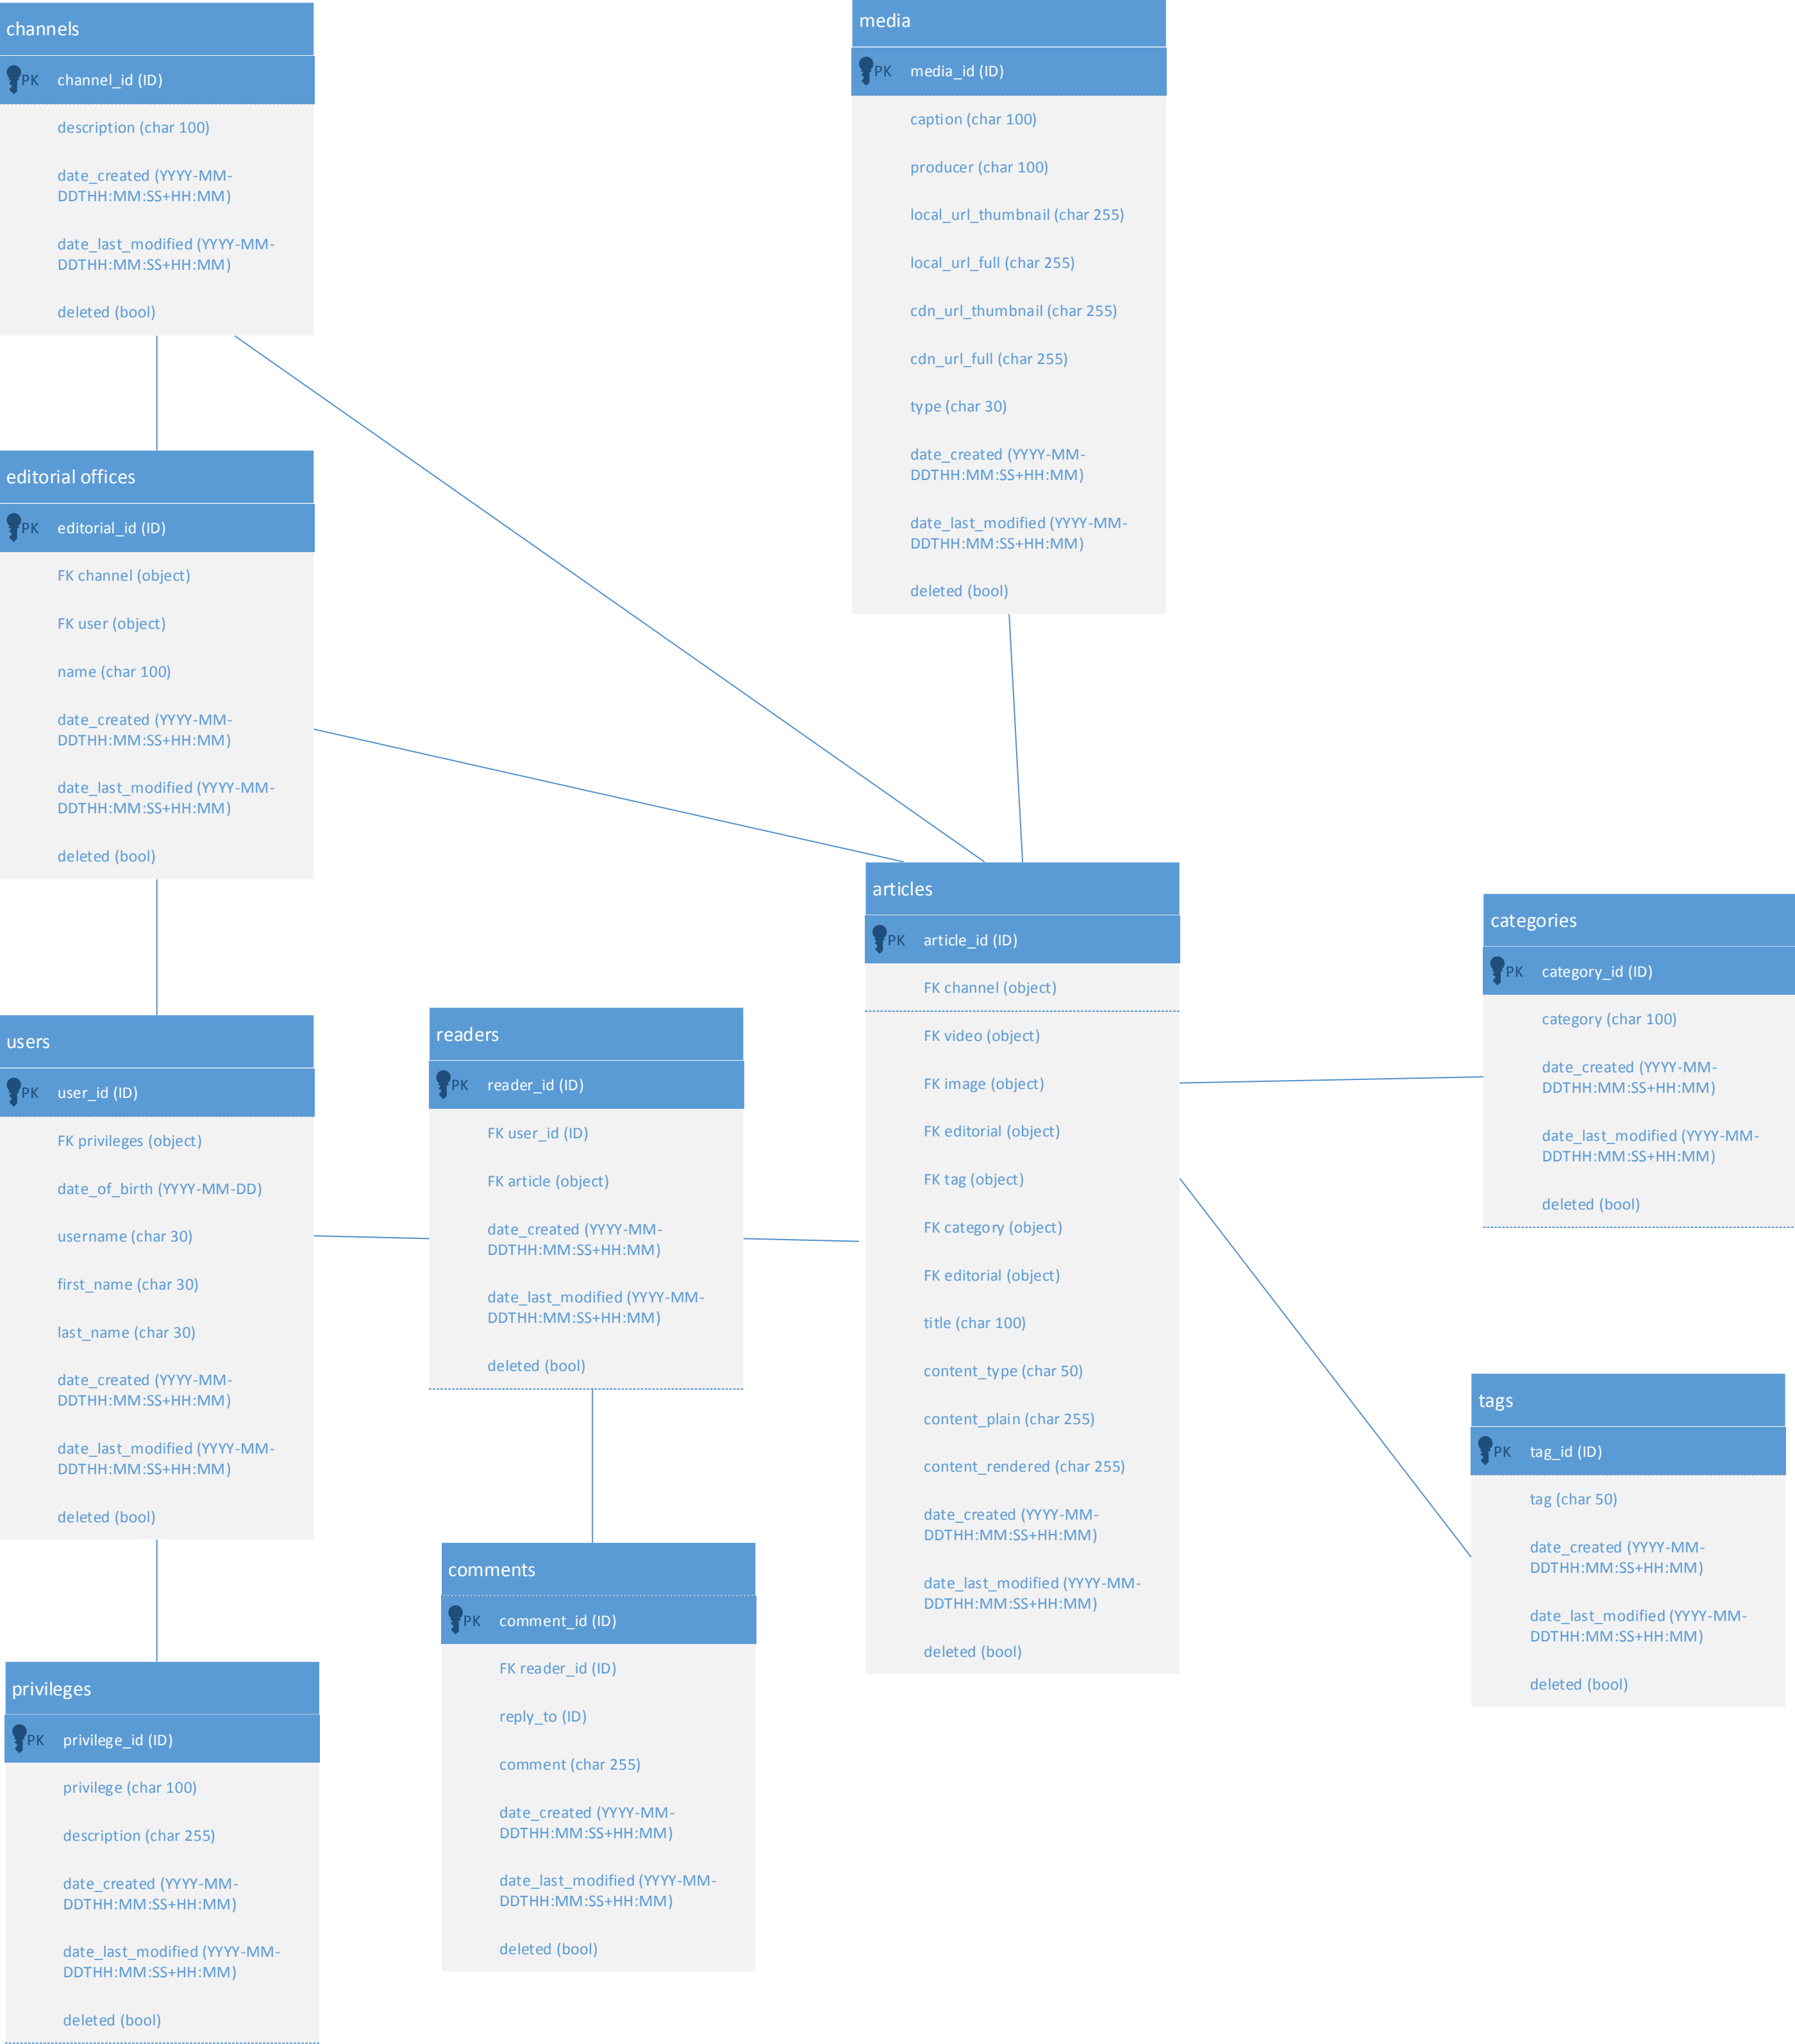 channels
PK channel_id (ID)
description (char 100)
date_created (YYYY-MM-
DDTHH:MM:SS+HH:MM)
date_last_modified (YYYY-MM-
DDTHH:MM:SS+HH:MM)
deleted (bool)
media
PK media_id (ID)
caption (char 100)
producer (char 100)
local_url_thumbnail (char 255)
local_url_full (char 255)
cdn_url_thumbnail (char 255)
cdn_url_full (char 255)
type (char 30)
date_created (YYYY-MM-
DDTHH:MM:SS+HH:MM)
date_last_modified (YYYY-MM-
DDTHH:MM:SS+HH:MM)
deleted (bool)
editorial offices
PK editorial_id (ID)
FK channel (object)
FK user (object)
name (char 100)
date_created (YYYY-MM-
DDTHH:MM:SS+HH:MM)
date_last_modified (YYYY-MM-
DDTHH:MM:SS+HH:MM)
deleted (bool)
articles
PK article_id (ID)
FK channel (object)
FK video (object)
FK image (object)
FK editorial (object)
FK tag (object)
FK category (object)
FK editorial (object)
title (char 100)
content_type (char 50)
content_plain (char 255)
content_rendered (char 255)
date_created (YYYY-MM-
DDTHH:MM:SS+HH:MM)
date_last_modified (YYYY-MM-
DDTHH:MM:SS+HH:MM)
deleted (bool)
categories
PK category_id (ID)
category (char 100)
date_created (YYYY-MM-
DDTHH:MM:SS+HH:MM)
date_last_modified (YYYY-MM-
DDTHH:MM:SS+HH:MM)
deleted (bool)
users
PK user_id (ID)
FK privileges (object)
date_of_birth (YYYY-MM-DD)
username (char 30)
first_name (char 30)
last_name (char 30)
date_created (YYYY-MM-
DDTHH:MM:SS+HH:MM)
date_last_modified (YYYY-MM-
DDTHH:MM:SS+HH:MM)
deleted (bool)
readers
PK reader_id (ID)
FK user_id (ID)
FK article (object)
date_created (YYYY-MM-
DDTHH:MM:SS+HH:MM)
date_last_modified (YYYY-MM-
DDTHH:MM:SS+HH:MM)
deleted (bool)
tags
PK tag_id (ID)
tag (char 50)
date_created (YYYY-MM-
DDTHH:MM:SS+HH:MM)
date_last_modified (YYYY-MM-
DDTHH:MM:SS+HH:MM)
deleted (bool)
comments
PK comment_id (ID)
FK reader_id (ID)
reply_to (ID)
comment (char 255)
date_created (YYYY-MM-
DDTHH:MM:SS+HH:MM)
date_last_modified (YYYY-MM-
DDTHH:MM:SS+HH:MM)
deleted (bool)
privileges
PK privilege_id (ID)
privilege (char 100)
description (char 255)
date_created (YYYY-MM-
DDTHH:MM:SS+HH:MM)
date_last_modified (YYYY-MM-
DDTHH:MM:SS+HH:MM)
deleted (bool)